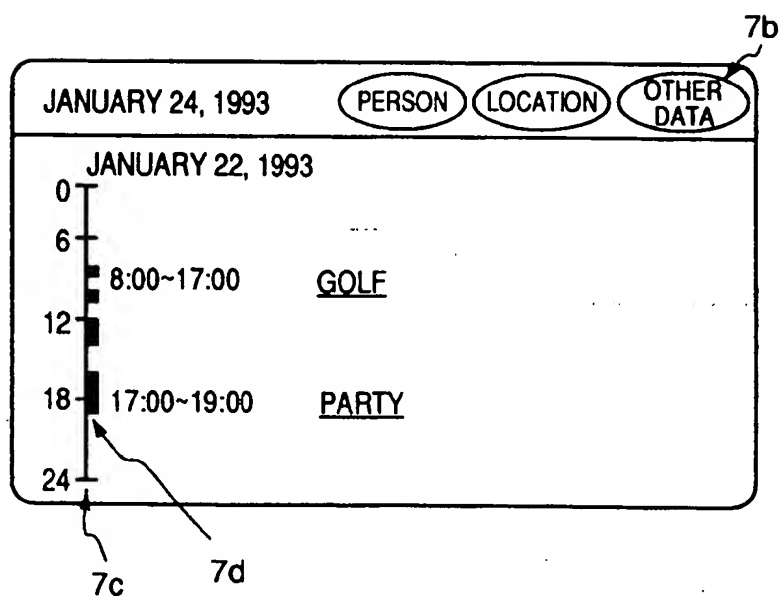 7b
JANUARY 24, 1993 PERSON LOCATION OTHER DATA
JANUARY 22, 1993
0
6
8:00~17:00 GOLF
12
18 17:00~19:00 PARTY
24
7c 7d